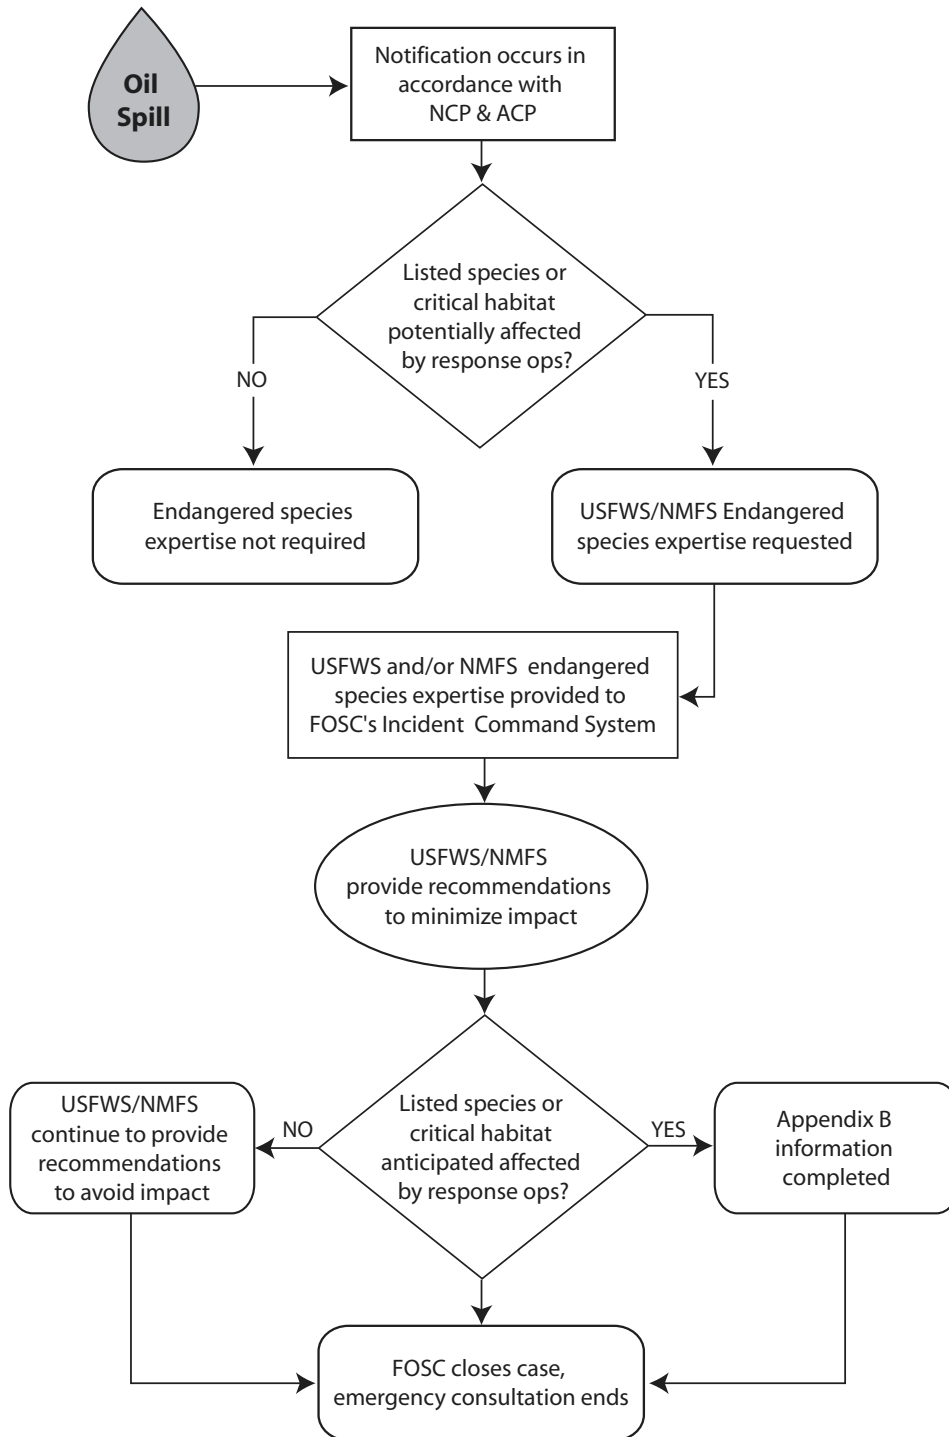 Oil
Spill
Notification occurs in
accordance with
NCP & ACP
Listed species or
critical habitat
potentially affected
by response ops?
NO
YES
Endangered species
expertise not required
USFWS/NMFS Endangered
species expertise requested
USFWS and/or NMFS endangered
species expertise provided to
FOSC's Incident Command System
USFWS/NMFS
provide recommendations
to minimize impact
USFWS/NMFS
continue to provide
recommendations
to avoid impact
NO
Listed species or
critical habitat
anticipated affected
by response ops?
YES
Appendix B
information
completed
FOSC closes case,
emergency consultation ends